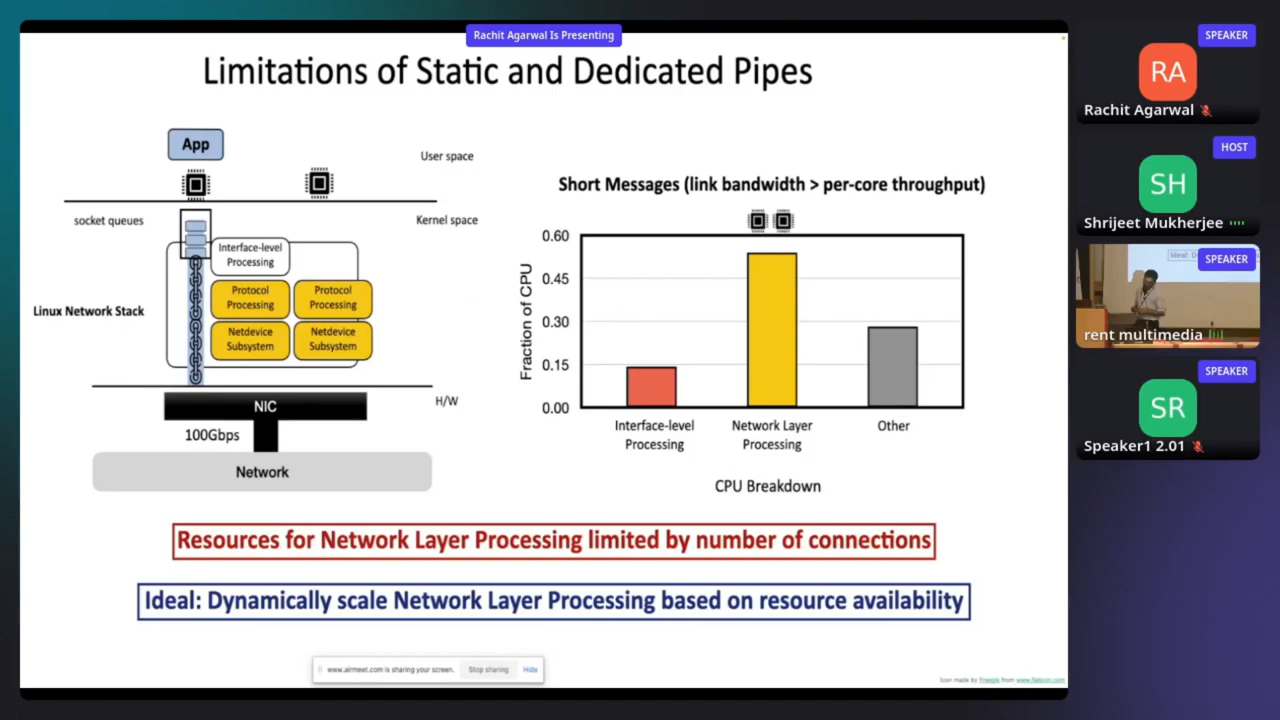 Rachit Agarwal Is Presenting
Limitations of Static and Dedicated Pipes
App
User space
socket queues
Kernel space
Interface-level
Processing
Protocol
Processing
Protocol
Processing
Linux Network Stack
Netdevice
Subsystem
Netdevice
Subsystem
NIC
H/W
100Gbps
Network
Short Messages (link bandwidth > per-core throughput)
0.60
0.45
0.30
0.15
0.00
Fraction of CPU
Interface-level
Processing
Network Layer
Processing
Other
CPU Breakdown
Resources for Network Layer Processing limited by number of connections
Ideal: Dynamically scale Network Layer Processing based on resource availability
www.airmeet.com is sharing your screen.
Stop sharing
Hide
Icon made by Freepik from www.flaticon.com
SPEAKER
RA
Rachit Agarwal
HOST
SH
Shrijeet Mukherjee
SPEAKER
rent multimedia
SPEAKER
SR
Speaker1 2.01